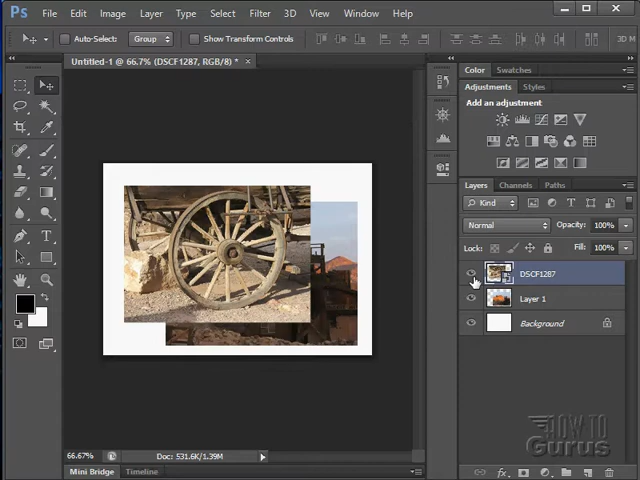 Ps File Edit Image Layer Type Select Filter 3D View Window Help
Auto-Select: Group Show Transform Controls 3D M
Untitled-1 @ 66.7% (DSCF1287, RGB/8) * ×
Color Swatches
Adjustments Styles
Add an adjustment
Layers Channels Paths
Kind
Normal Opacity: 100%
Lock: Fill: 100%
DSCF1287
Layer 1
Background
HOW-TO
Gurus
66.67% Doc: 531.6K/1.39M
Mini Bridge Timeline
fx